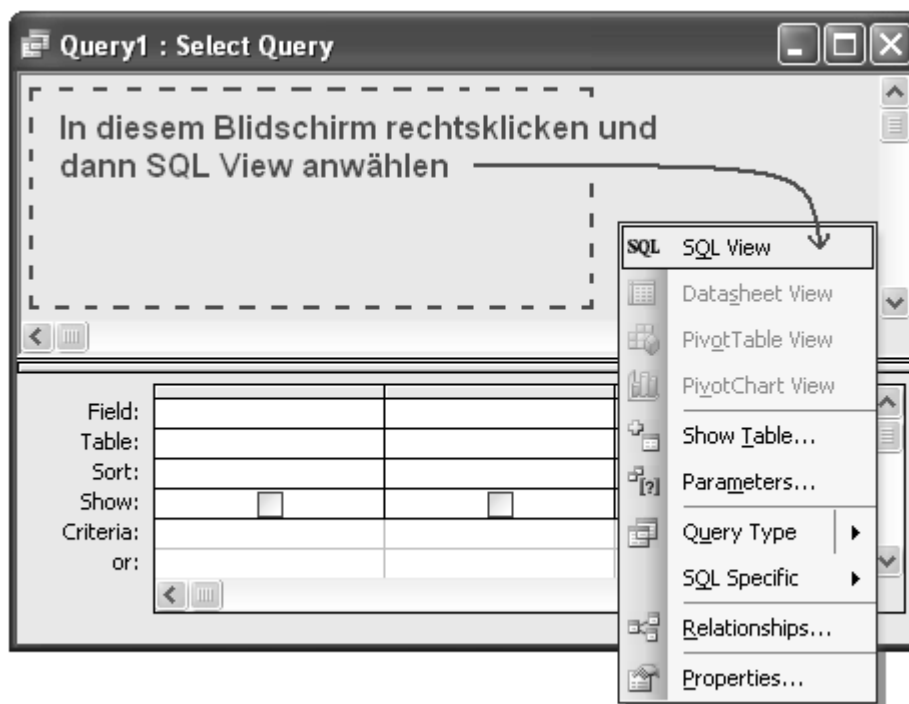 Query1 : Select Query
In diesem Blidschirm rechtsklicken und
dann SQL View anwählen
SQL SQL View
Datasheet View
PivotTable View
PivotChart View
Show Table...
Parameters...
Query Type
SQL Specific
Relationships...
Properties...
Field:
Table:
Sort:
Show:
Criteria:
or: